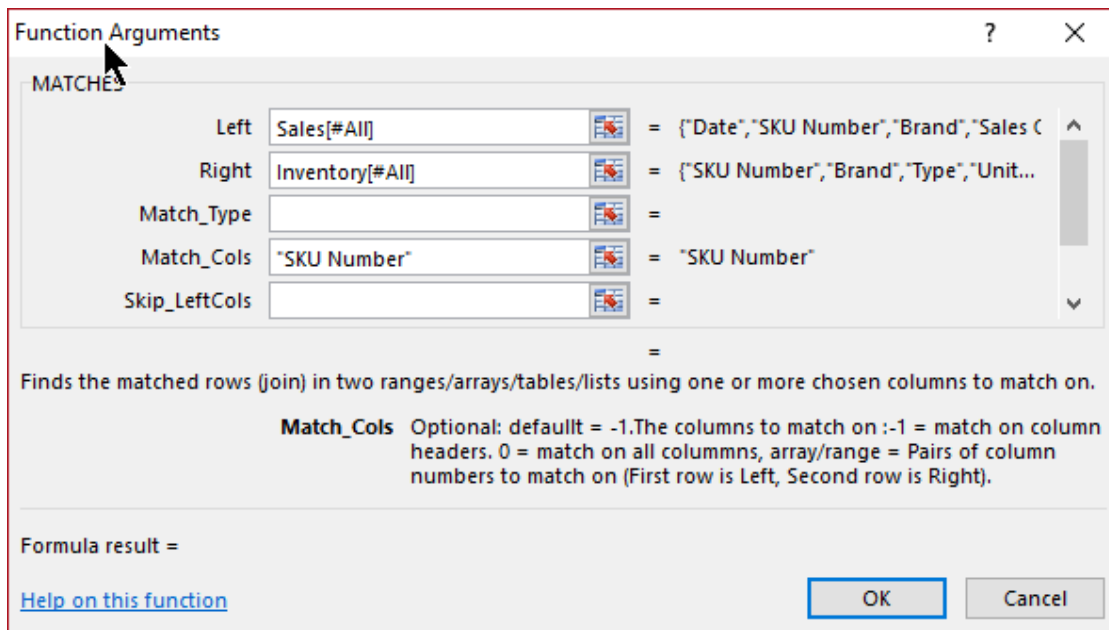 Function Arguments ? ×
MATCHES
Left Sales[#All] = {"Date","SKU Number","Brand","Sales C
Right Inventory[#All] = {"SKU Number","Brand","Type","Unit...
Match_Type =
Match_Cols "SKU Number" = "SKU Number"
Skip_LeftCols =
=
Finds the matched rows (join) in two ranges/arrays/tables/lists using one or more chosen columns to match on.
Match_Cols Optional: defaullt = -1.The columns to match on :-1 = match on column
headers. 0 = match on all colummns, array/range = Pairs of column
numbers to match on (First row is Left, Second row is Right).
Formula result =
Help on this function OK Cancel